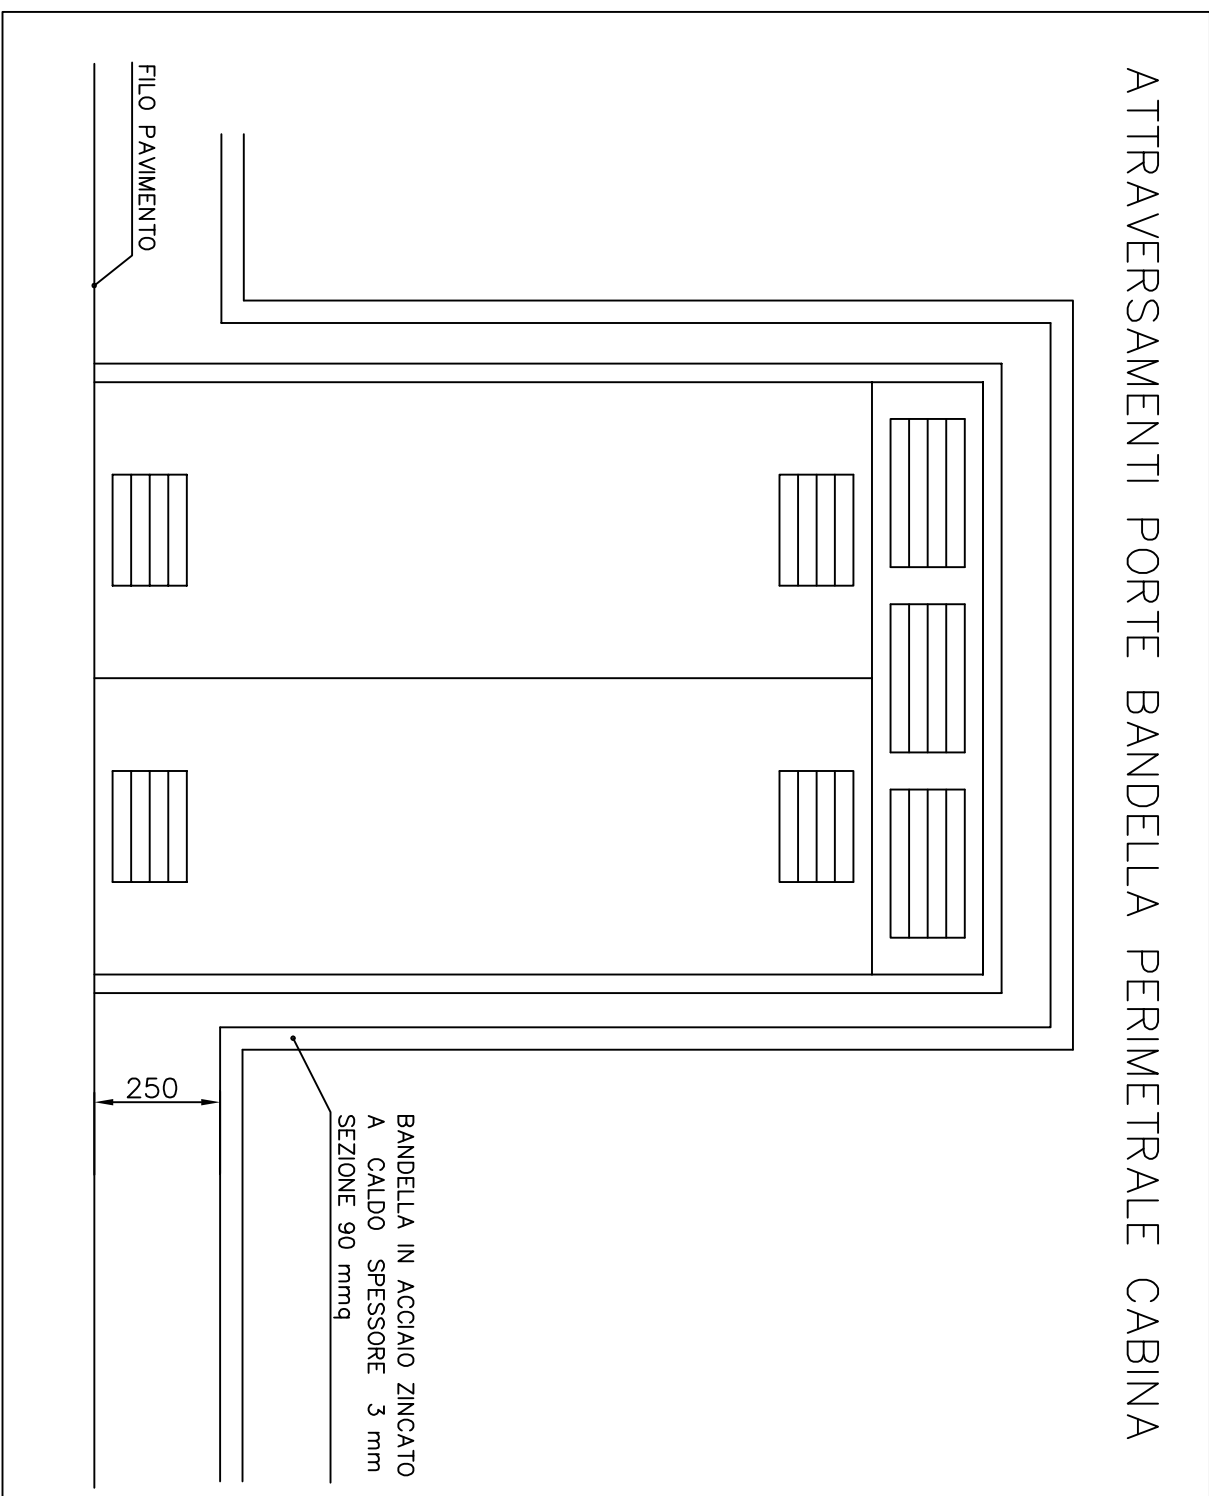 ATTRAVERSAMENTI PORTE BANDELLA PERIMETRALE CABINA
BANDELLA IN ACCIAIO ZINCATO
A CALDO SPESSORE 3 mm
SEZIONE 90 mmq
250
FILO PAVIMENTO